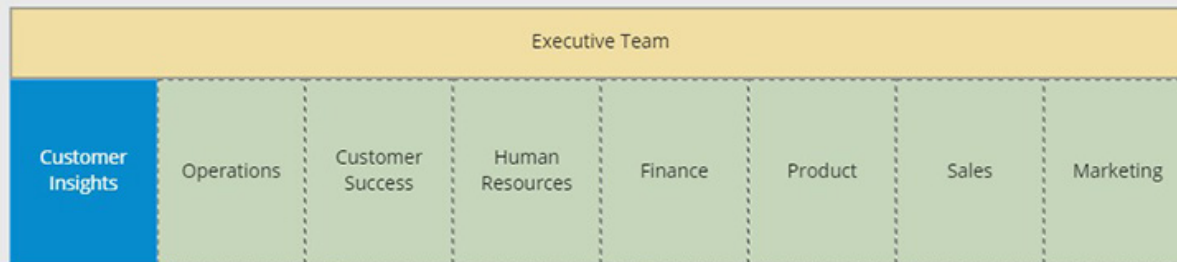 Executive Team
Customer
Insights
Operations
Customer
Success
Human
Resources
Finance
Product
Sales
Marketing